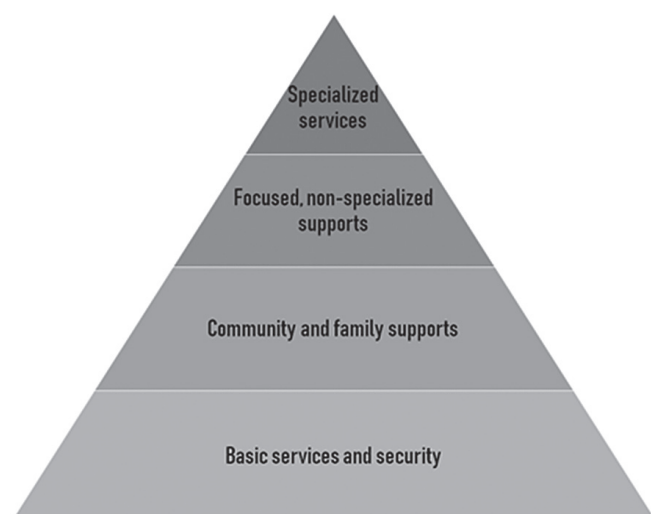 Specialized
services
Focused, non-specialized
supports
Community and family supports
Basic services and security